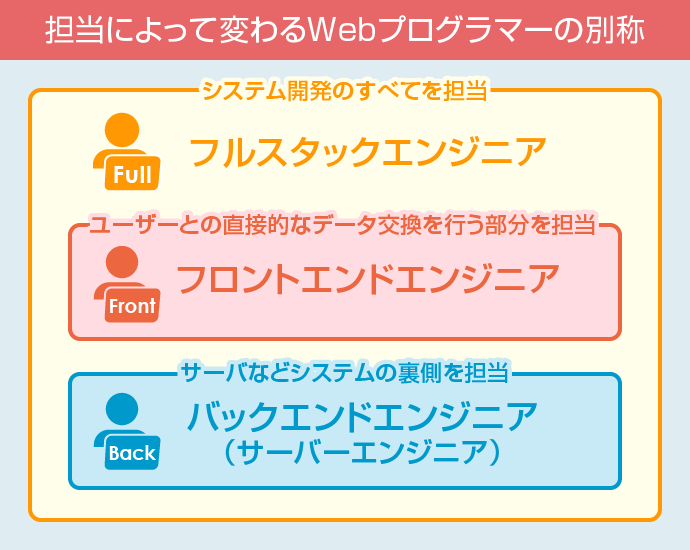 担当によって変わるWebプログラマーの別称
システム開発のすべてを担当
Full
フルスタックエンジニア
ユーザーとの直接的なデータ交換を行う部分を担当
Front
フロントエンドエンジニア
サーバなどシステムの裏側を担当
Back
バックエンドエンジニア
（サーバーエンジニア）